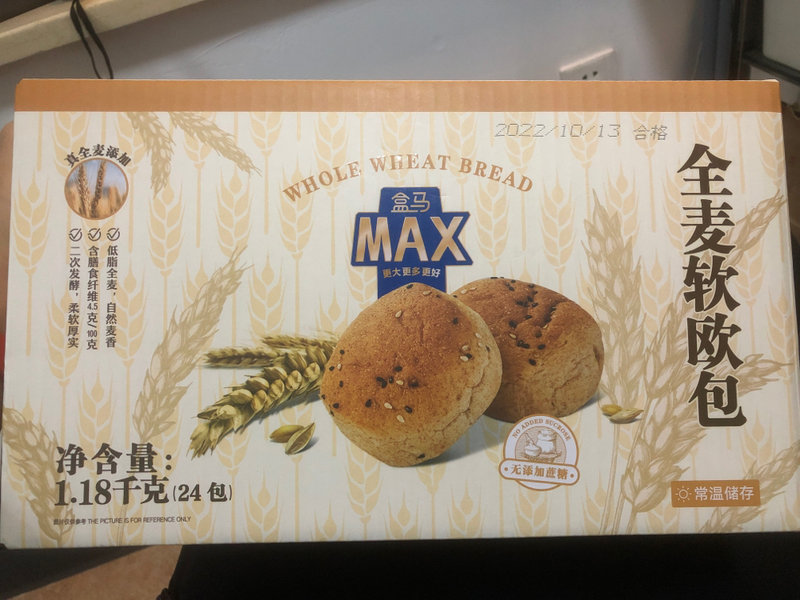 2022/10/13 合格
WHOLE WHEAT BREAD
真全麦添加
盒马
MAX
更大更多更好
全麦软欧包
低脂全麦，自然麦香
含膳食纤维4.5克/100克
二次发酵，柔软厚实
NO ADDED SUCROSE
·无添加蔗糖·
净含量：
1.18千克(24 包)
常温储存
图片仅供参考 THE PICTURE IS FOR REFERENCE ONLY